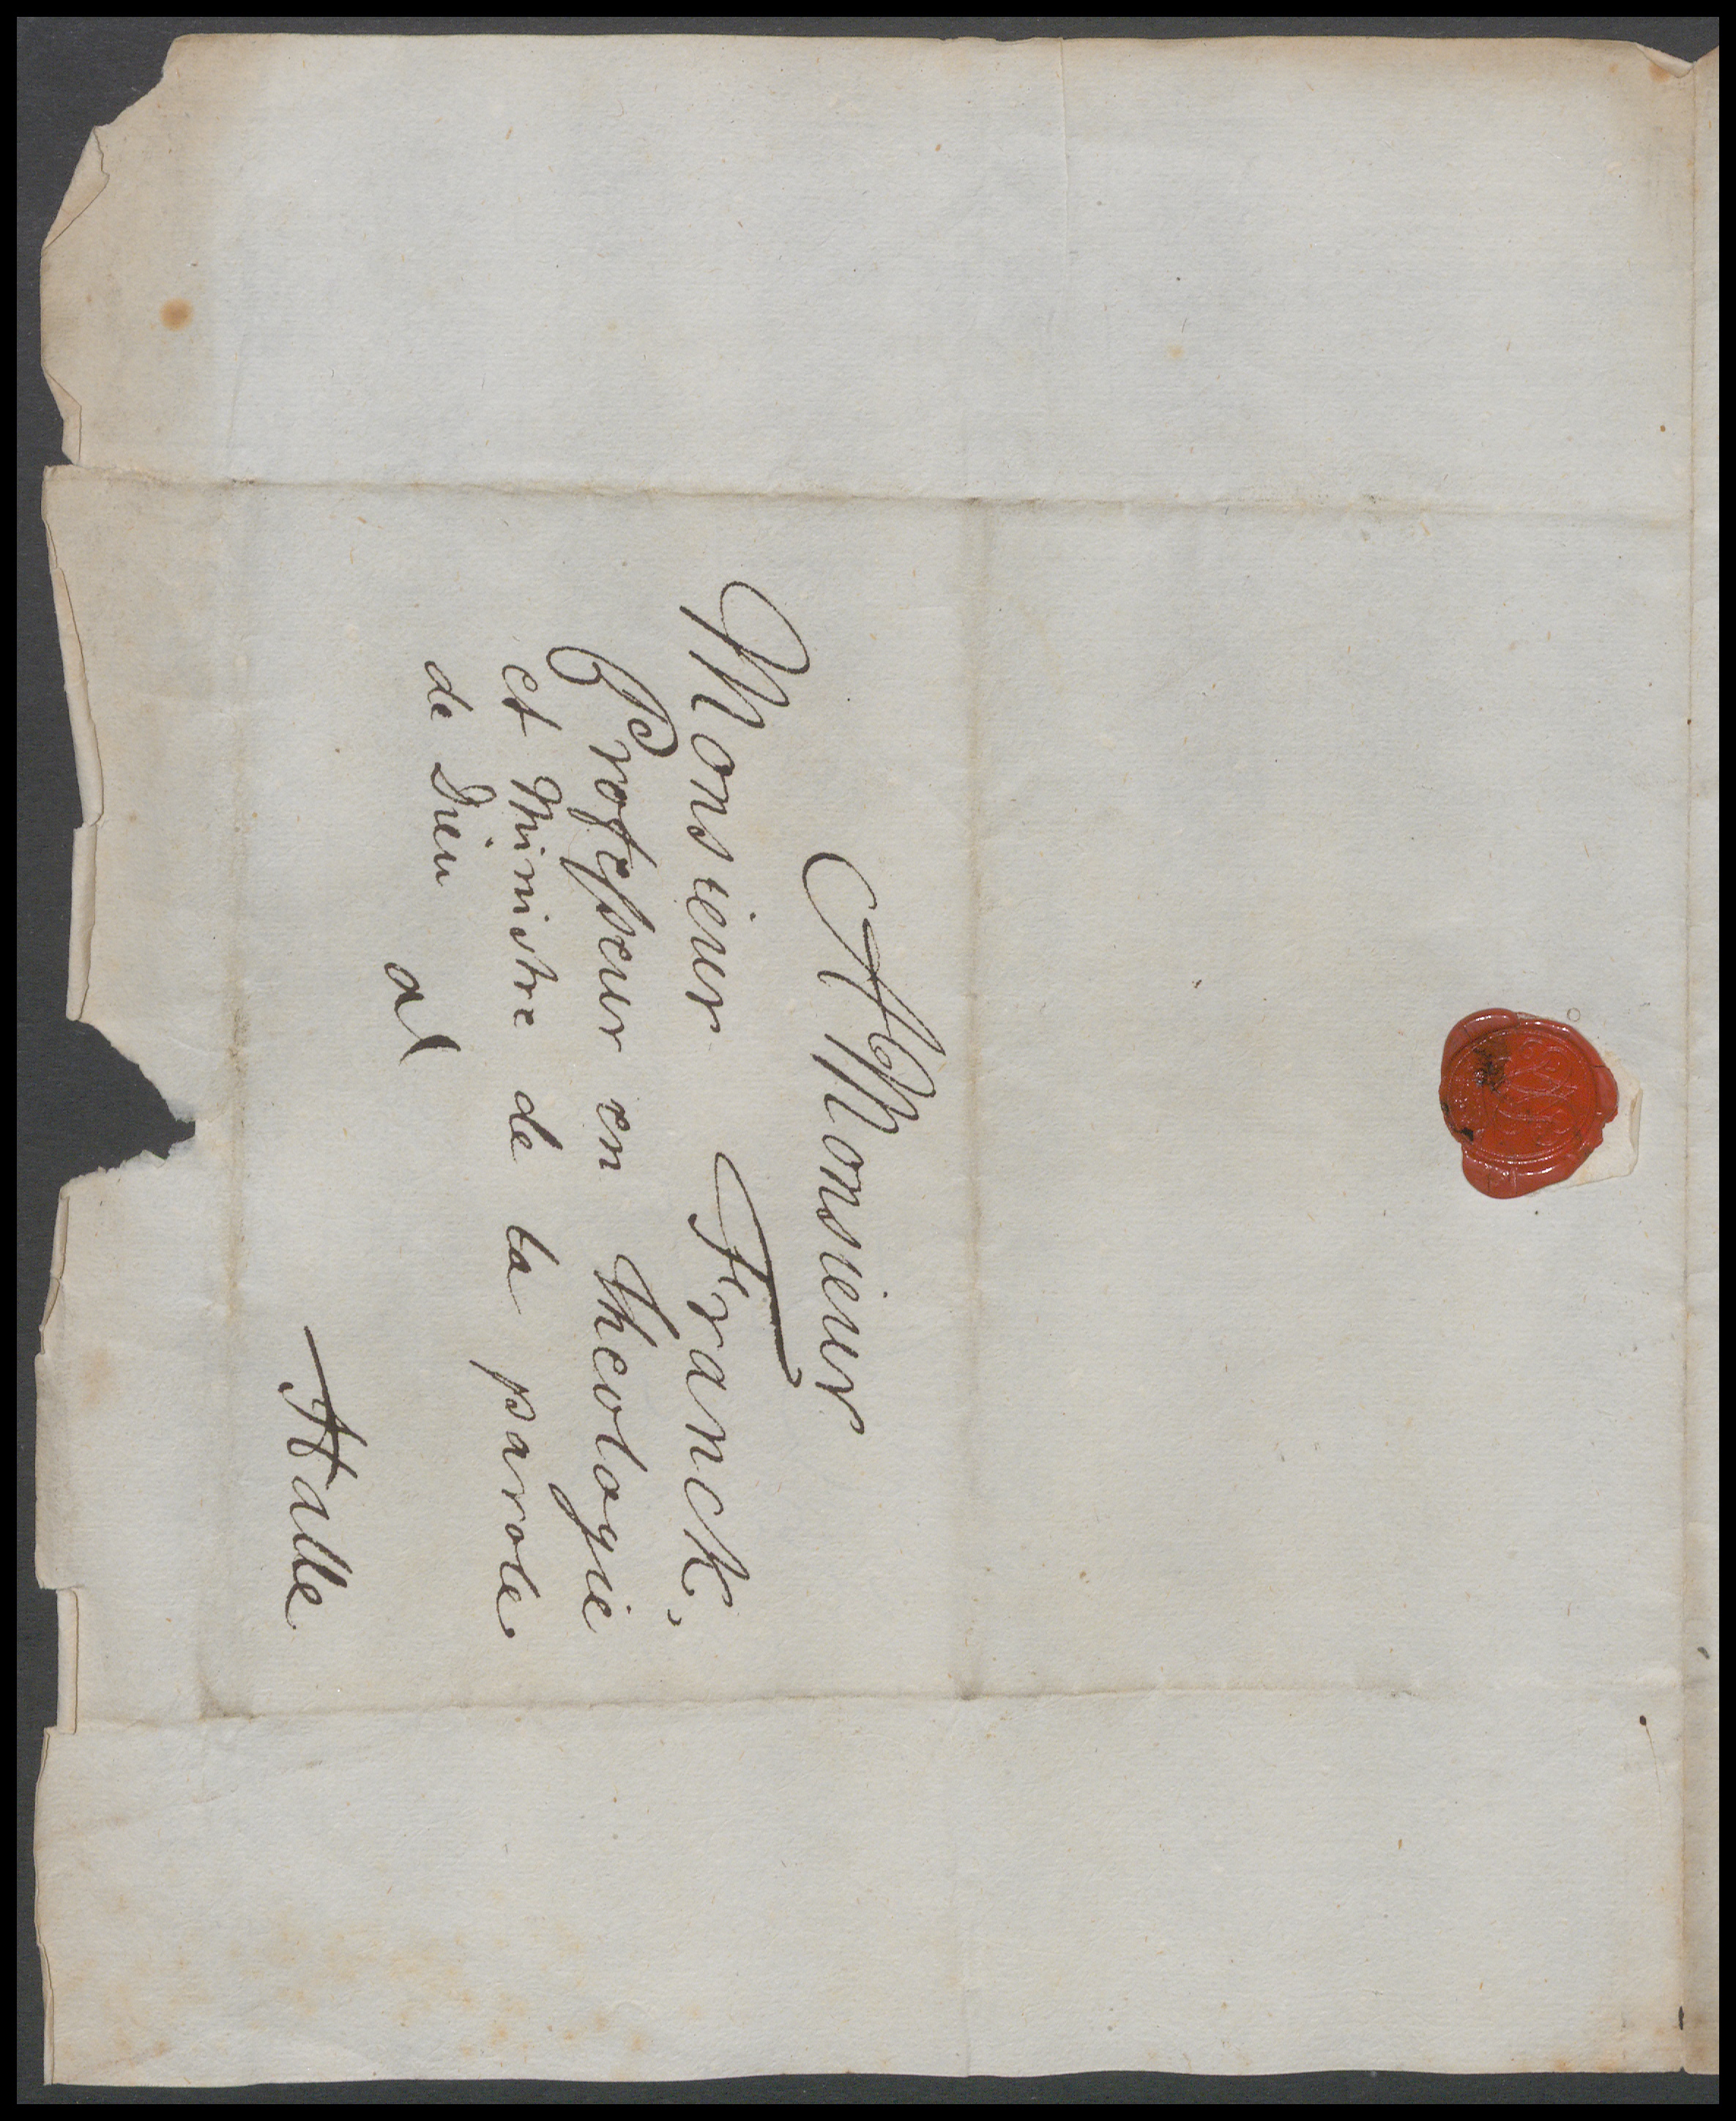 A Monsieur
Monsieur Franck,
Professeur en theologie
et Ministre de la parole
de Dieu
a
Halle